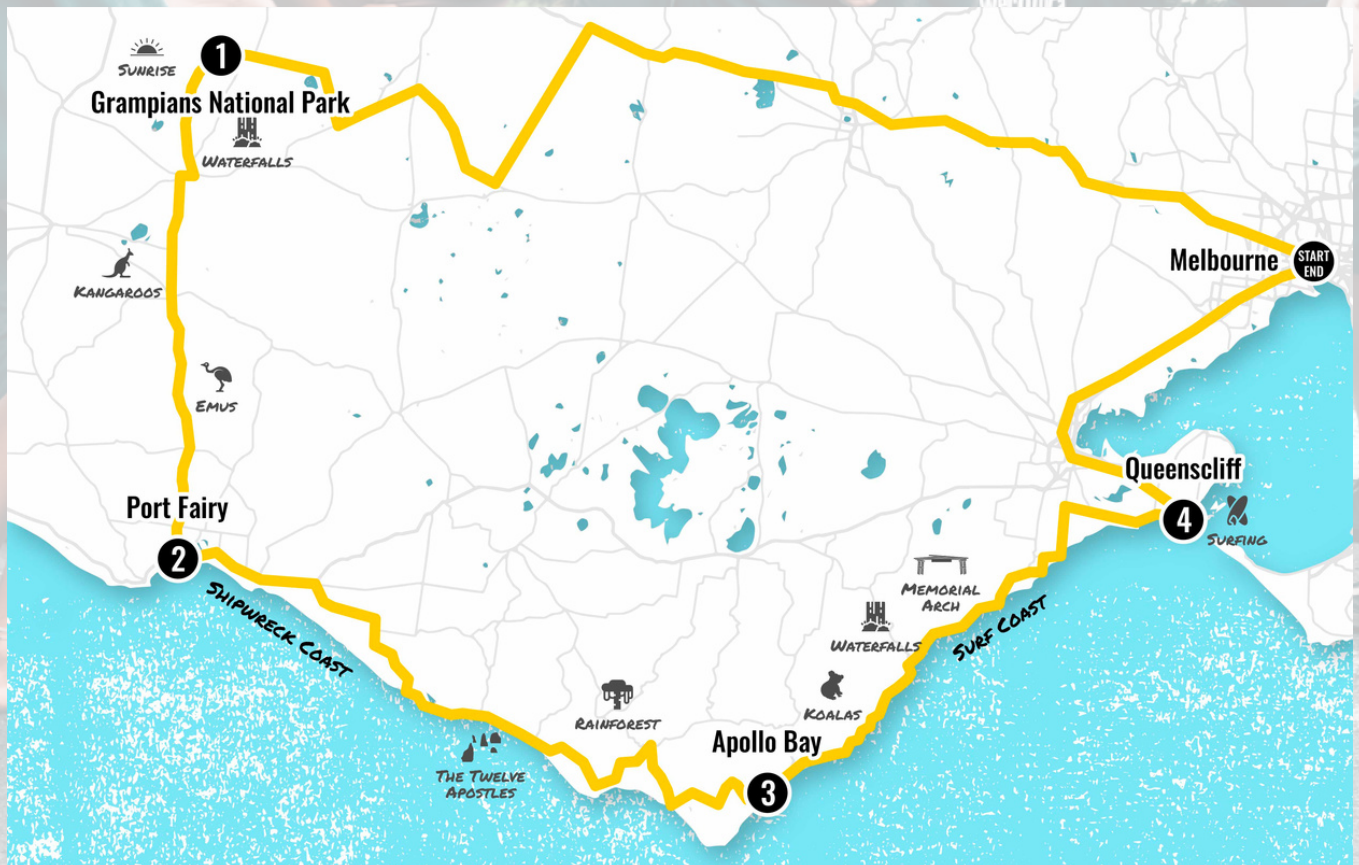 1
SUNRISE
Grampians National Park
WATERFALLS
Melbourne
START
END
KANGAROOS
EMUS
Port Fairy
2
SHIPWRECK COAST
Queenscliff
4
SURFING
MEMORIAL
ARCH
WATERFALLS
SURF COAST
KOALAS
RAINFOREST
Apollo Bay
3
THE TWELVE
APOSTLES